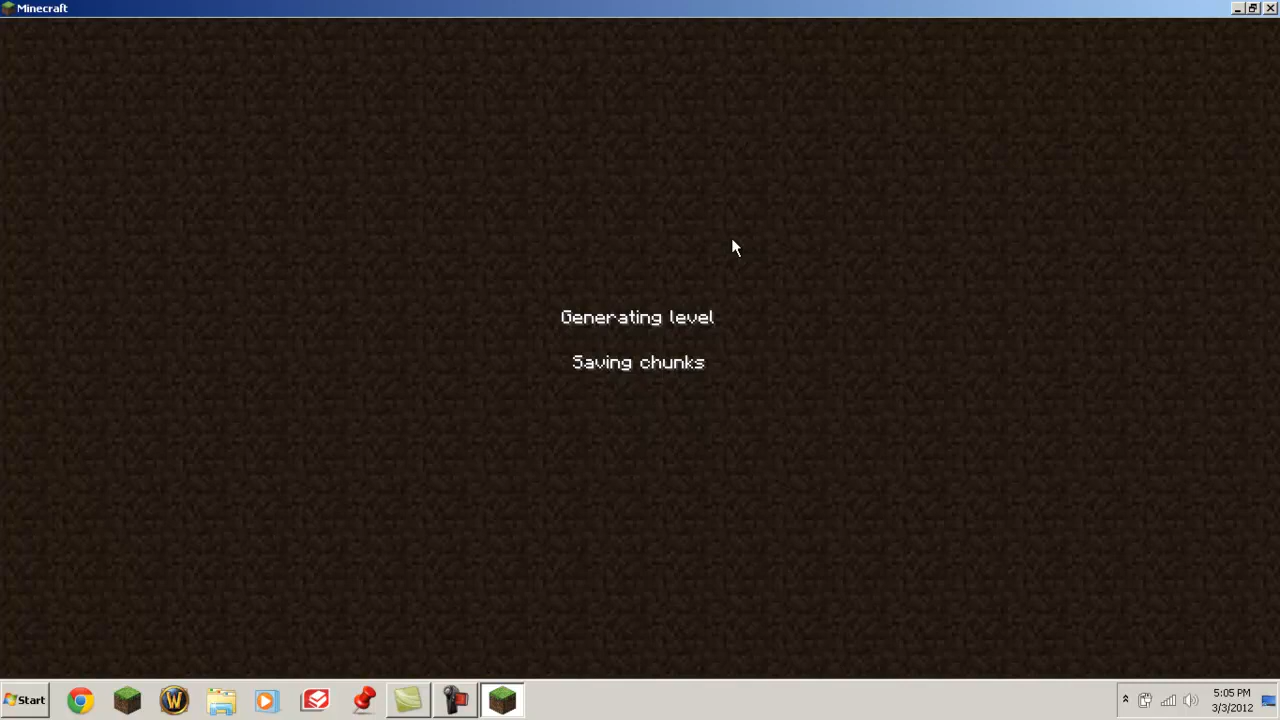 Minecraft
Generating level
Saving chunks
Start
5:05 PM
3/3/2012